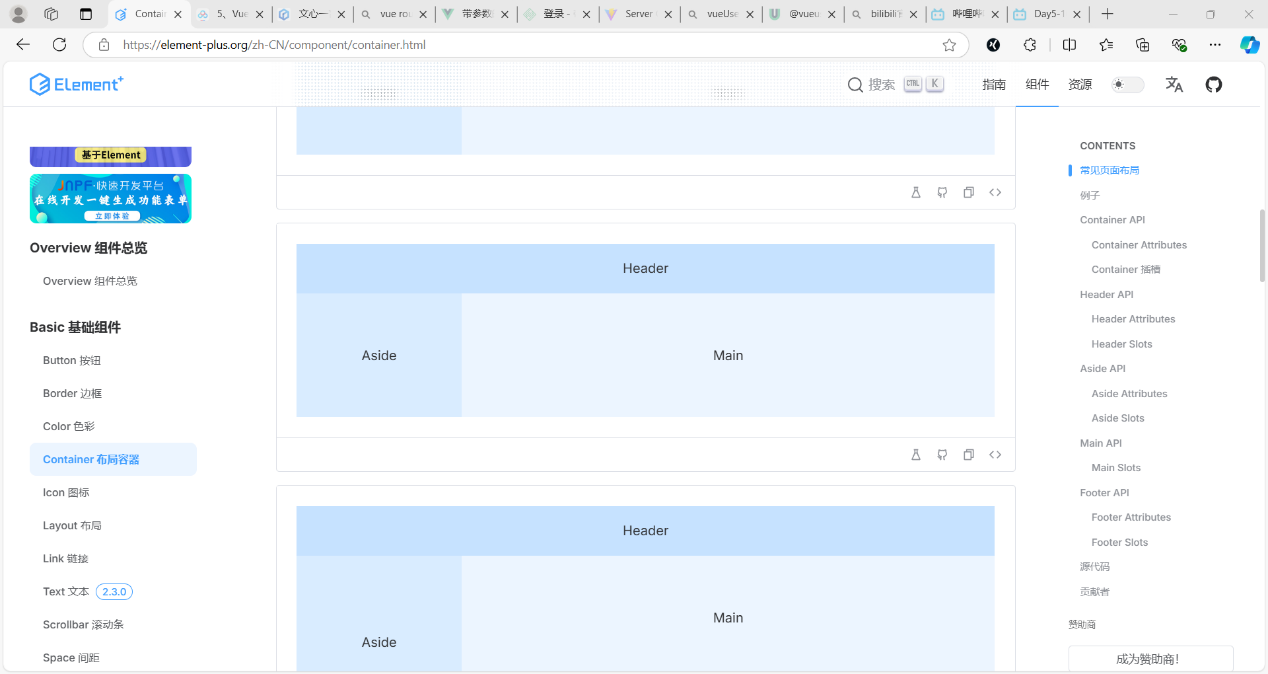 Contain
5、Vue
文心一
vue rou
带参数
登录 -
Server
vueUse
@vueu
bilibili
哔哩哔
Day5-1
https://element-plus.org/zh-CN/component/container.html
ELement+
搜索 CTRL K
指南 组件 资源
基于Element
JNPF-快速开发平台
在线开发一键生成功能表单
立即体验
Overview 组件总览
Overview 组件总览
Basic 基础组件
Button 按钮
Border 边框
Color 色彩
Container 布局容器
Icon 图标
Layout 布局
Link 链接
Text 文本 2.3.0
Scrollbar 滚动条
Space 间距
Header
Aside
Main
Header
Main
Aside
CONTENTS
常见页面布局
例子
Container API
Container Attributes
Container 插槽
Header API
Header Attributes
Header Slots
Aside API
Aside Attributes
Aside Slots
Main API
Main Slots
Footer API
Footer Attributes
Footer Slots
源代码
贡献者
赞助商
成为赞助商!